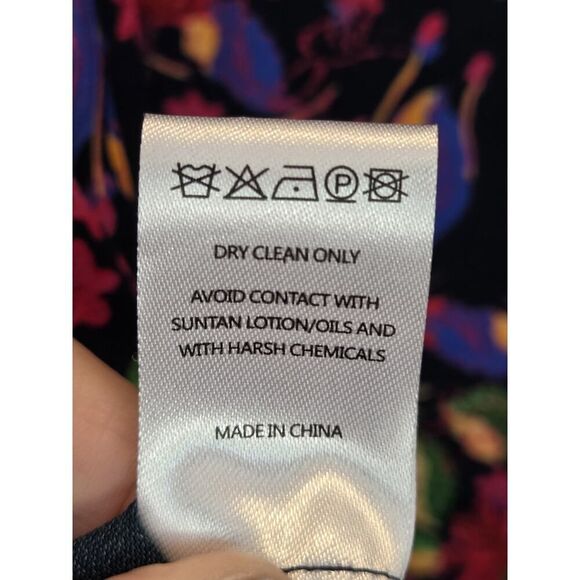 P
DRY CLEAN ONLY
AVOID CONTACT WITH
SUNTAN LOTION/OILS AND
WITH HARSH CHEMICALS
MADE IN CHINA